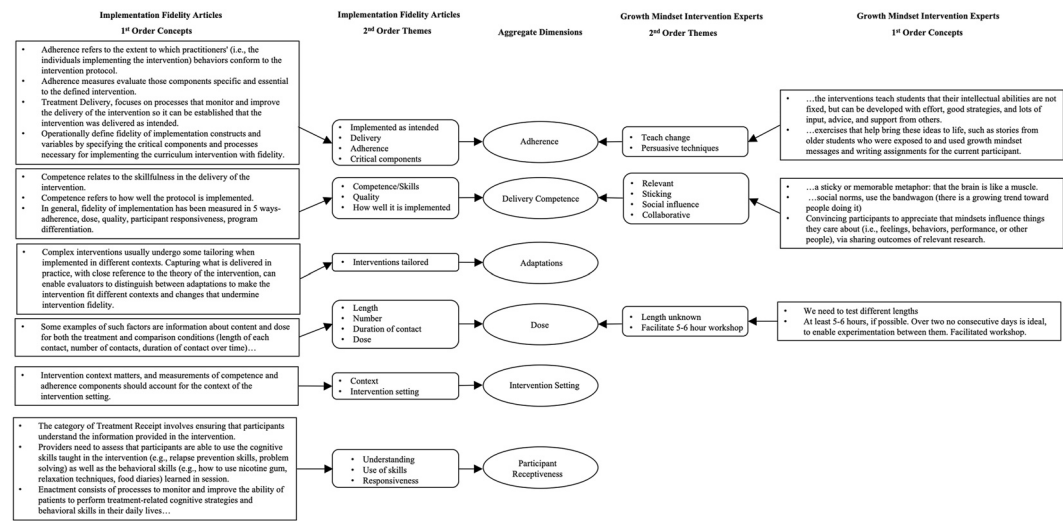 Implementation Fidelity Articles
1st Order Concepts
Implementation Fidelity Articles
2nd Order Themes
Aggregate Dimensions
Growth Mindset Intervention Experts
2nd Order Themes
Growth Mindset Intervention Experts
1st Order Concepts
• Adherence refers to the extent to which practitioners' (i.e., the
individuals implementing the intervention) behaviors conform to the
intervention protocol.
• Adherence measures evaluate those components specific and essential
to the defined intervention.
• Treatment Delivery, focuses on processes that monitor and improve
the delivery of the intervention so it can be established that the
intervention was delivered as intended.
• Operationally define fidelity of implementation constructs and
variables by specifying the critical components and processes
necessary for implementing the curriculum intervention with fidelity.
• Implemented as intended
• Delivery
• Adherence
• Critical components
Adherence
• Teach change
• Persuasive techniques
• …the interventions teach students that their intellectual abilities are not
fixed, but can be developed with effort, good strategies, and lots of
input, advice, and support from others.
• …exercises that help bring these ideas to life, such as stories from
older students who were exposed to and used growth mindset
messages and writing assignments for the current participant.
• Competence relates to the skillfulness in the delivery of the
intervention.
• Competence refers to how well the protocol is implemented.
• In general, fidelity of implementation has been measured in 5 ways-
adherence, dose, quality, participant responsiveness, program
differentiation.
• Competence/Skills
• Quality
• How well it is implemented
Delivery Competence
• Relevant
• Sticking
• Social influence
• Collaborative
• …a sticky or memorable metaphor: that the brain is like a muscle.
• …social norms, use the bandwagon (there is a growing trend toward
people doing it)
• Convincing participants to appreciate that mindsets influence things
they care about (i.e., feelings, behaviors, performance, or other
people), via sharing outcomes of relevant research.
• Complex interventions usually undergo some tailoring when
implemented in different contexts. Capturing what is delivered in
practice, with close reference to the theory of the intervention, can
enable evaluators to distinguish between adaptations to make the
intervention fit different contexts and changes that undermine
intervention fidelity.
• Interventions tailored
Adaptations
• Some examples of such factors are information about content and dose
for both the treatment and comparison conditions (length of each
contact, number of contacts, duration of contact over time)…
• Length
• Number
• Duration of contact
• Dose
Dose
• Length unknown
• Facilitate 5-6 hour workshop
• We need to test different lengths
• At least 5-6 hours, if possible. Over two no consecutive days is ideal,
to enable experimentation between them. Facilitated workshop.
• Intervention context matters, and measurements of competence and
adherence components should account for the context of the
intervention setting.
• Context
• Intervention setting
Intervention Setting
• The category of Treatment Receipt involves ensuring that participants
understand the information provided in the intervention.
• Providers need to assess that participants are able to use the cognitive
skills taught in the intervention (e.g., relapse prevention skills, problem
solving) as well as the behavioral skills (e.g., how to use nicotine gum,
relaxation techniques, food diaries) learned in session.
• Enactment consists of processes to monitor and improve the ability of
patients to perform treatment-related cognitive strategies and
behavioral skills in their daily lives…
• Understanding
• Use of skills
• Responsiveness
Participant
Receptiveness